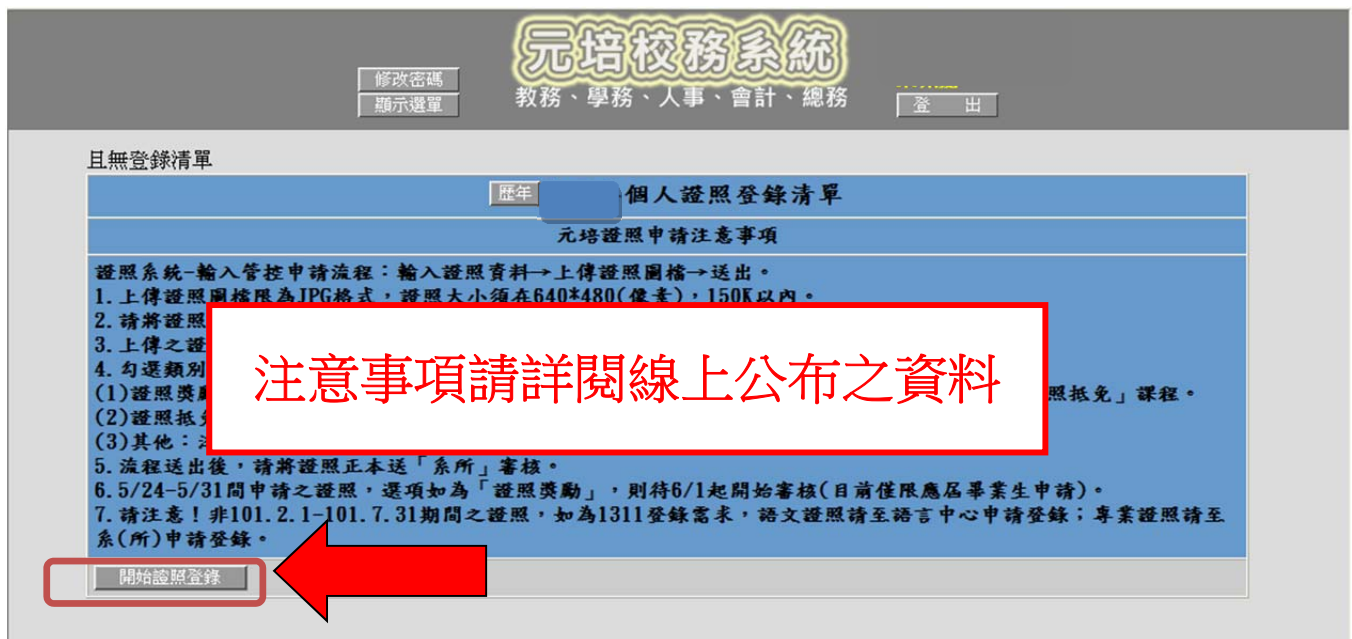 元培校務系統
修改密碼
顯示選單
教務、學務、人事、會計、總務
登 出
且無登錄清單
歷年 個人證照登錄清單
元培證照申請注意事項
證照系統-輸入管控申請流程：輸入證照資料→上傳證照圖檔→送出。
1.上傳證照圖檔限為JPG格式，證照大小須在640*480(像素)，150K以內。
2.請將證照
3.上傳之證
4.勾選類別
(1)證照獎勵 照抵免」課程。
(2)證照抵免
(3)其他：
注意事項請詳閱線上公布之資料
5.流程送出後，請將證照正本送「系所」審核。
6.5/24-5/31間申請之證照，選項如為「證照獎勵」，則待6/1起開始審核(目前僅限應屆畢業生申請)。
7.請注意！非101.2.1-101.7.31期間之證照，如為1311登錄需求，語文證照請至語言中心申請登錄；專業證照請至
系(所)申請登錄。
開始證照登錄